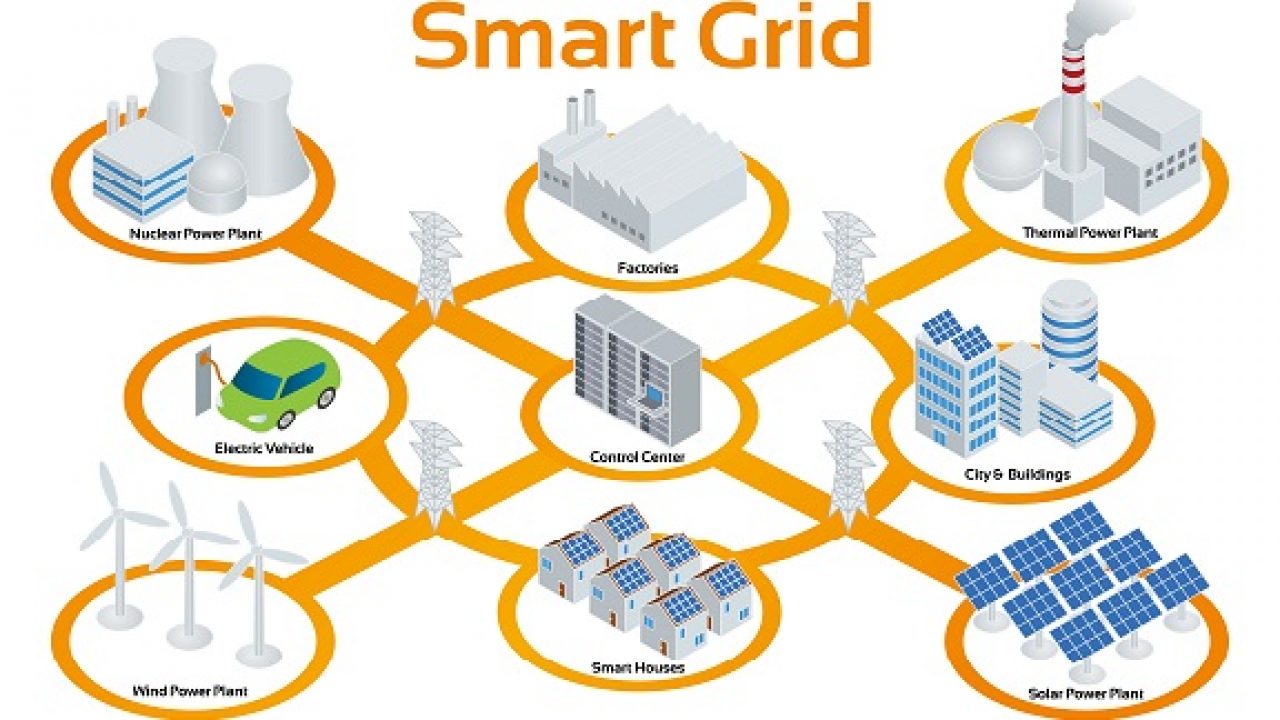 Smart Grid
Nuclear Power Plant
Factories
Thermal Power Plant
Electric Vehicle
Control Center
City & Buildings
Wind Power Plant
Smart Houses
Solar Power Plant